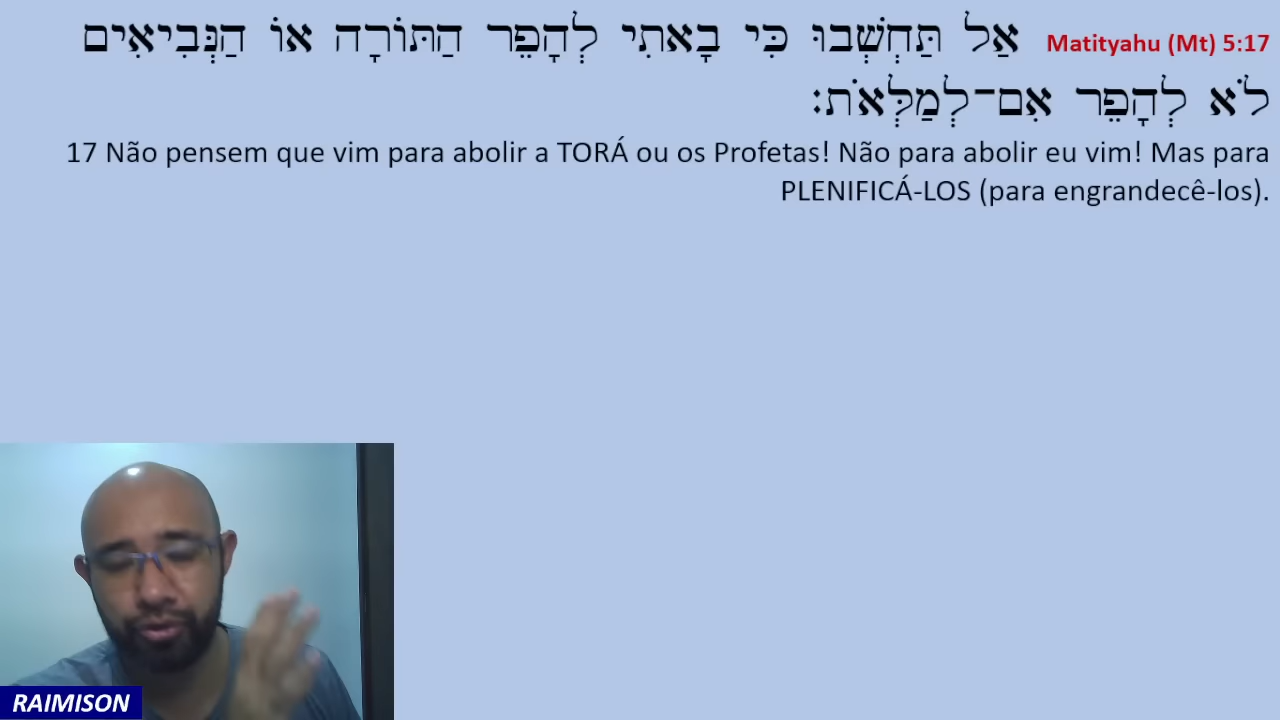 Matityahu (Mt) 5:17 אַל תַּחְשְׁבוּ כִּי בָאתִי לְהָפֵר הַתּוֹרָה אוֹ הַנְּבִיאִים
לֹא לְהָפֵר אִם־לְמַלְּאֹת׃
17 Não pensem que vim para abolir a TORÁ ou os Profetas! Não para abolir eu vim! Mas para
PLENIFICÁ-LOS (para engrandecê-los).
RAIMISON